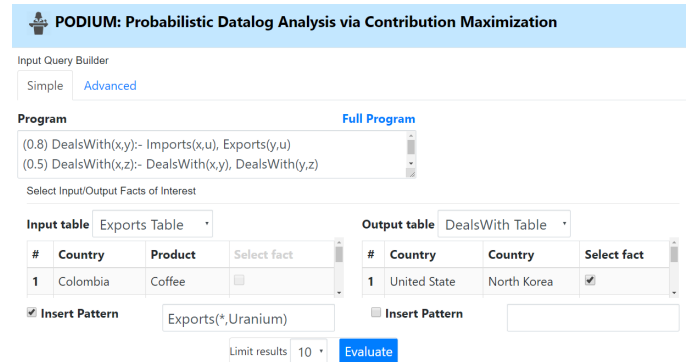 PODIUM: Probabilistic Datalog Analysis via Contribution Maximization
Input Query Builder
Simple Advanced
Program Full Program
(0.8) DealsWith(x,y):- Imports(x,u), Exports(y,u)
(0.5) DealsWith(x,z):- DealsWith(x,y), DealsWith(y,z)
Select Input/Output Facts of Interest
Input table Exports Table Output table DealsWith Table
# Country Product Select fact # Country Country Select fact
1 Colombia Coffee 1 United State North Korea
Insert Pattern Exports(*,Uranium) Insert Pattern
Limit results 10 Evaluate